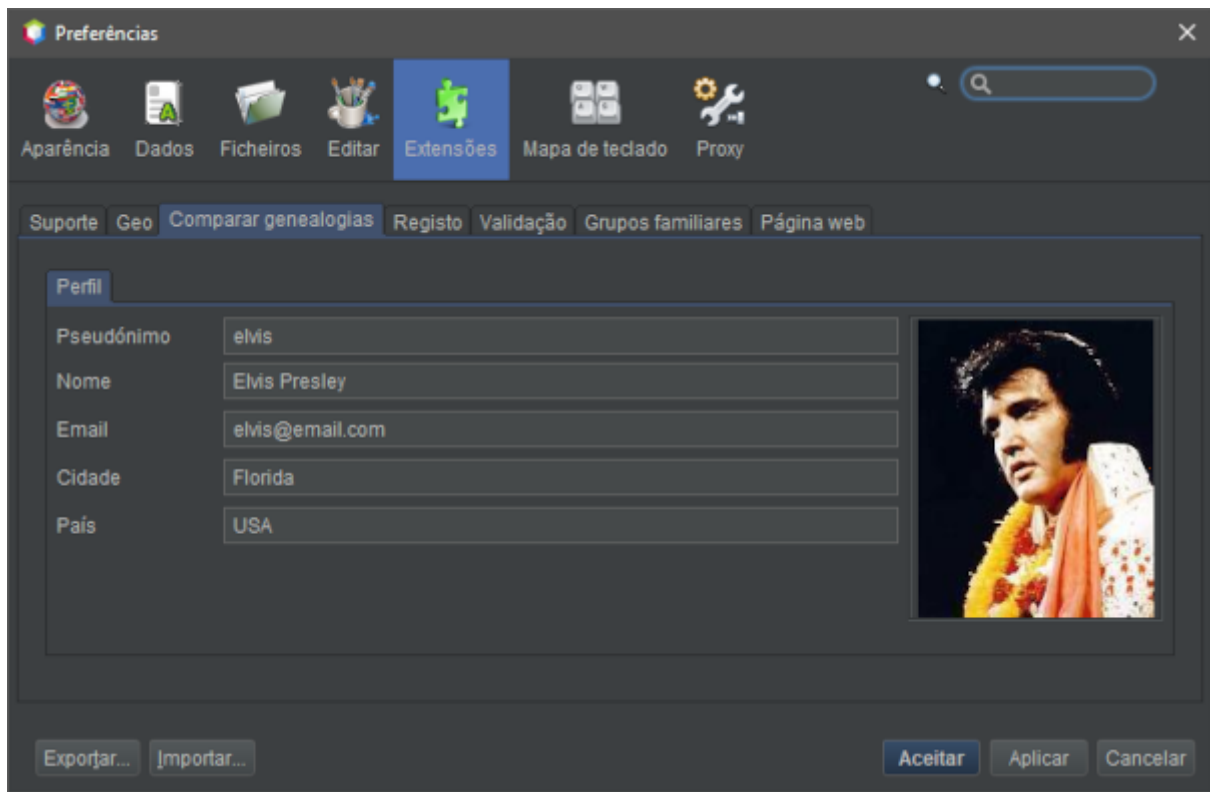 Preferências
Aparência Dados Ficheiros Editar Extensões Mapa de teclado Proxy
Suporte Geo Comparar genealogias Registo Validação Grupos familiares Página web
Perfil
Pseudónimo elvis
Nome Elvis Presley
Email elvis@email.com
Cidade Florida
País USA
Exportar... Importar... Aceitar Aplicar Cancelar